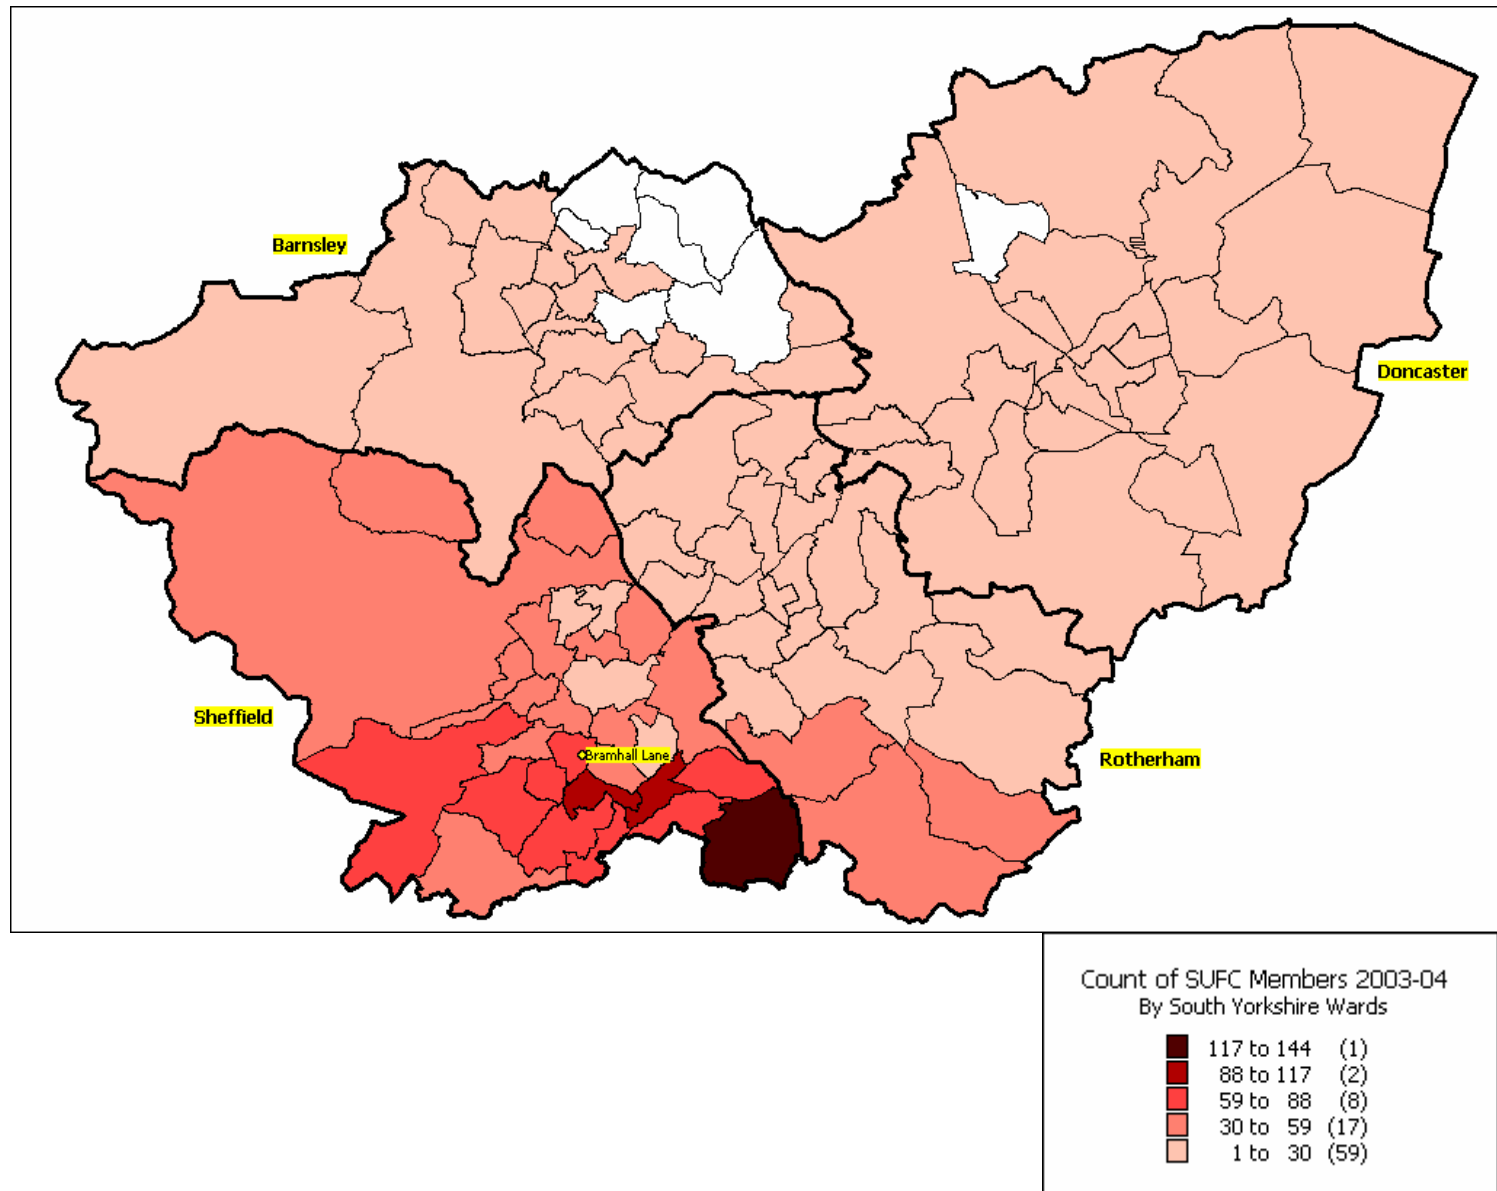 Barnsley
Doncaster
Sheffield
Bramhall Lane
Rotherham
Count of SUFC Members 2003-04
By South Yorkshire Wards
117 to 144 (1)
88 to 117 (2)
59 to 88 (8)
30 to 59 (17)
1 to 30 (59)